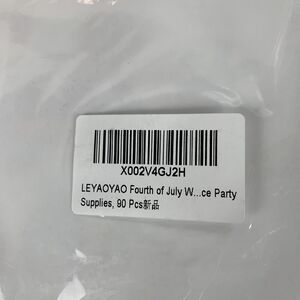 X002V4GJ2H
LEYAOYAO Fourth of July W...ce Party
Supplies, 90 Pcs新品